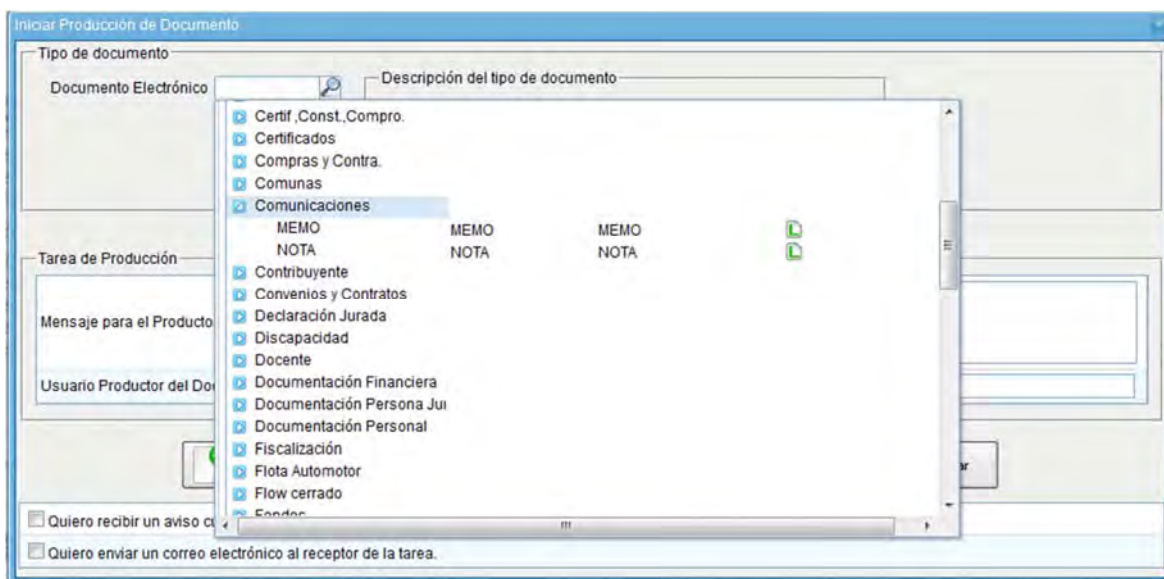 Iniciar Producción de Documento
Tipo de documento
Documento Electrónico
Descripción del tipo de documento
Certif ,Const.,Compro.
Certificados
Compras y Contra.
Comunas
Comunicaciones
MEMO MEMO MEMO
NOTA NOTA NOTA
Contribuyente
Tarea de Producción
Convenios y Contratos
Declaración Jurada
Mensaje para el Producto
Discapacidad
Docente
Documentación Financiera
Usuario Productor del Do
Documentación Persona Ju
Documentación Personal
Fiscalización
Flota Automotor
ar
Flow cerrado
Fondos
Quiero recibir un aviso c
Quiero enviar un correo electrónico al receptor de la tarea.